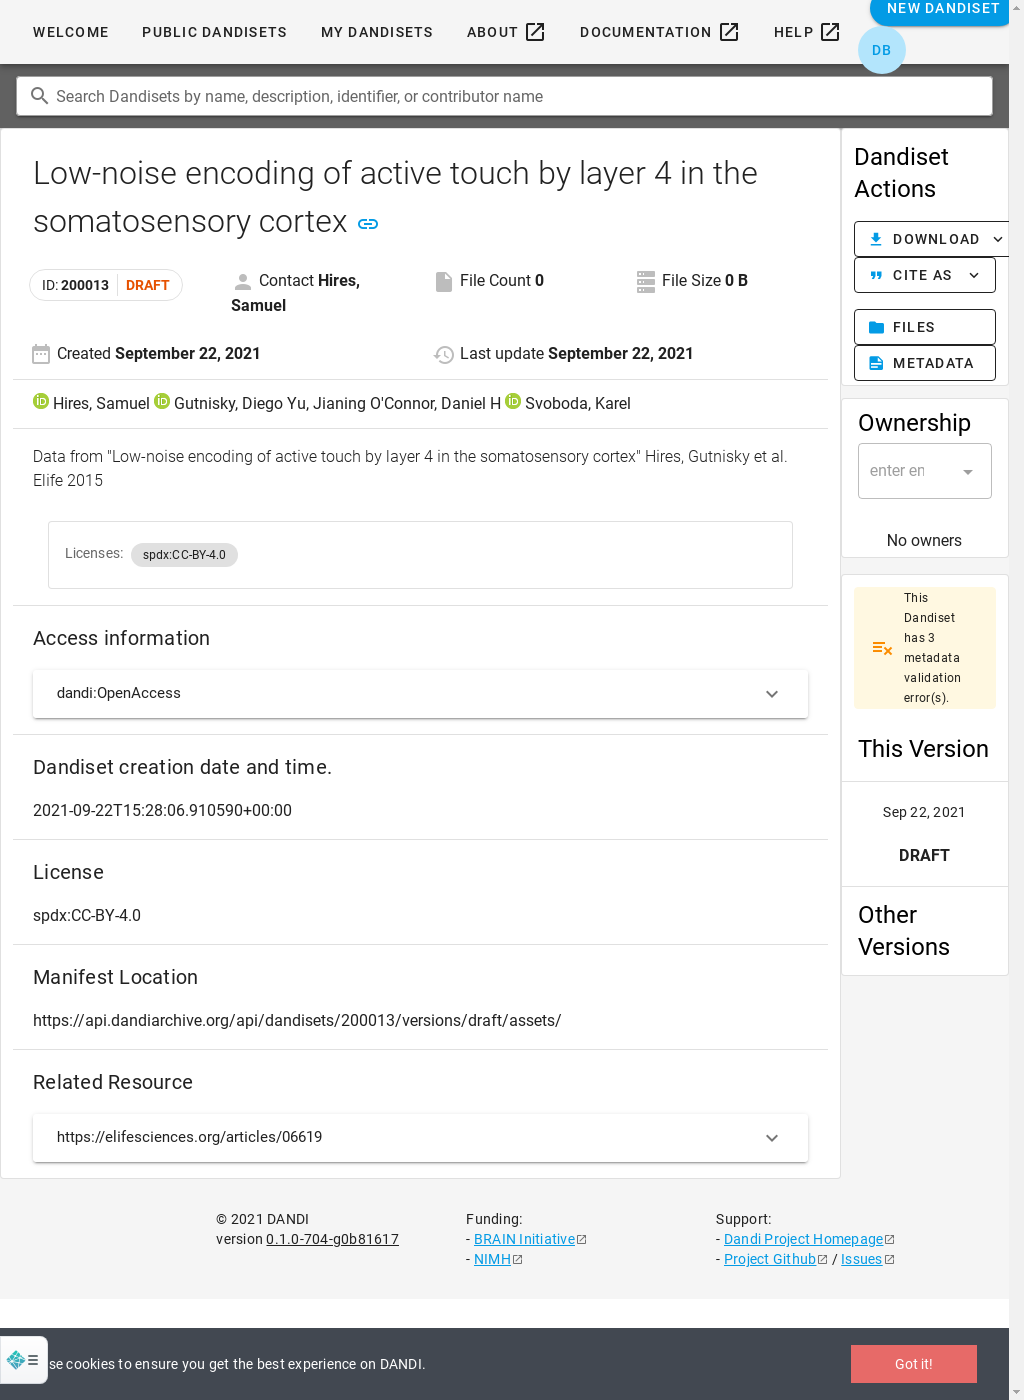 WELCOME PUBLIC DANDISETS MY DANDISETS ABOUT DOCUMENTATION HELP NEW DANDISET
DB
Search Dandisets by name, description, identifier, or contributor name
Low-noise encoding of active touch by layer 4 in the
somatosensory cortex
ID: 200013 DRAFT
Contact Hires,
Samuel
File Count 0
File Size 0 B
Created September 22, 2021
Last update September 22, 2021
Hires, Samuel Gutnisky, Diego Yu, Jianing O'Connor, Daniel H Svoboda, Karel
Data from "Low-noise encoding of active touch by layer 4 in the somatosensory cortex" Hires, Gutnisky et al.
Elife 2015
Licenses: spdx:CC-BY-4.0
Access information
dandi:OpenAccess
Dandiset creation date and time.
2021-09-22T15:28:06.910590+00:00
License
spdx:CC-BY-4.0
Manifest Location
https://api.dandiarchive.org/api/dandisets/200013/versions/draft/assets/
Related Resource
https://elifesciences.org/articles/06619
Dandiset
Actions
DOWNLOAD
CITE AS
FILES
METADATA
Ownership
enter en
No owners
This
Dandiset
has 3
metadata
validation
error(s).
This Version
Sep 22, 2021
DRAFT
Other
Versions
© 2021 DANDI
version 0.1.0-704-g0b81617
Funding:
- BRAIN Initiative
- NIMH
Support:
- Dandi Project Homepage
- Project Github / Issues
se cookies to ensure you get the best experience on DANDI.
Got it!